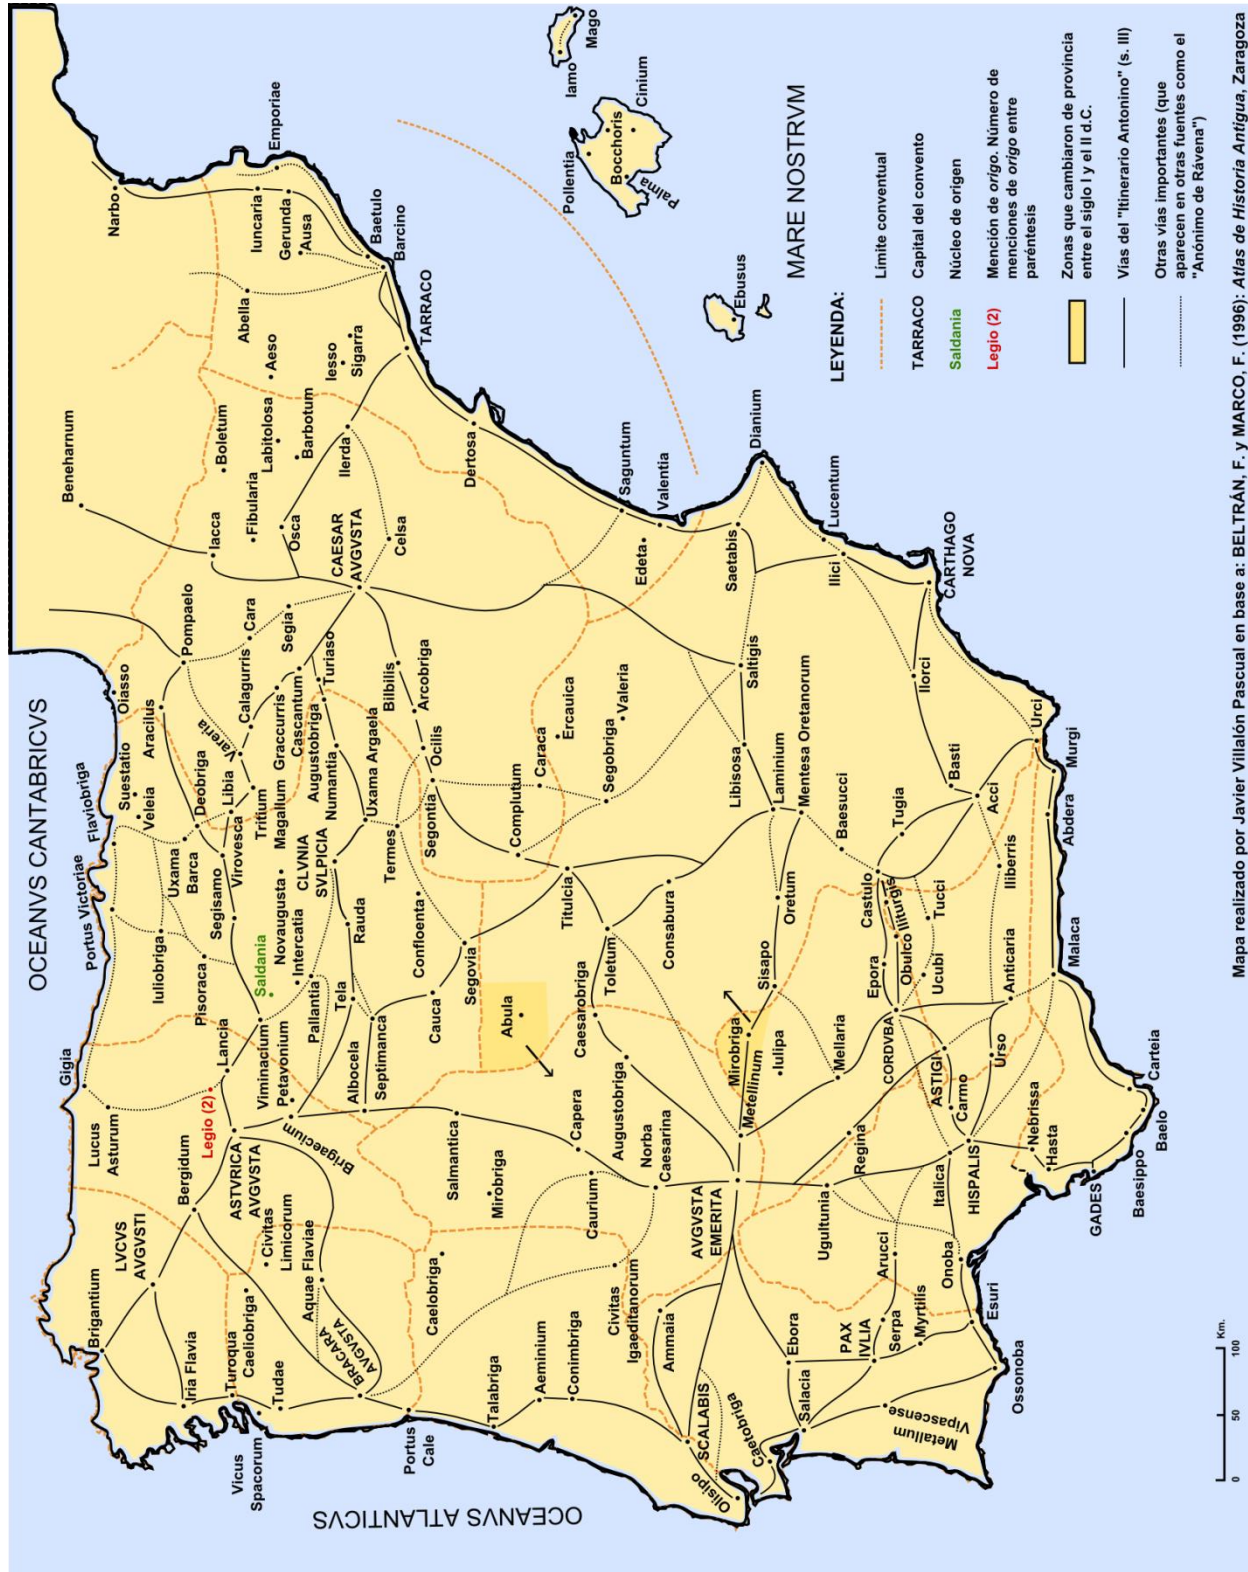 OCEANVS CANTABRICVS
OCEANVS ATLANTICVS
MARE NOSTRVM
Brigantium
LVCVS
AVGVSTI
Iria Flavia
Turoqua
Caeliobriga
Tudae
Vicus
Spacorum
Civitas
Limicorum
Aquae Flaviae
BRACARA
AVGVSTA
Portus
Cale
Caelobriga
Talabriga
Aeminium
Conimbriga
Civitas
Igaeditanorum
Ammaia
SCALABIS
Olisipo
Caetobriga
Salacia
Ebora
PAX
IVLIA
Serpa
Myrtilis
Arucci
Metallum
Vipascense
Ossonoba
Esuri
Onoba
Gigia
Lucus
Asturum
Legio (2)
Lancia
Bergidum
ASTVRICA
AVGVSTA
Brigaecium
Petavonium
Viminacium
Saldania
Intercatia
Novaugusta
Pallantia
Tela
Albocela
Septimanca
Salmantica
Mirobriga
Capera
Caurium
Norba
Caesarina
Augustobriga
AVGVSTA
EMERITA
Metellinum
Mirobriga
Iulipa
Ugultunia
Regina
Mellaria
Italica
HISPALIS
Carmo
ASTIGI
Urso
Nebrissa
Hasta
GADES
Baesippo
Baelo
Carteia
Malaca
Anticaria
CORDVBA
Ucubi
Obulco
Epora
Iliturgis
Castulo
Tucci
Iliberris
Abdera
Murgi
Urci
Acci
Basti
Tugia
Baesucci
Mentesa Oretanorum
Laminium
Libisosa
Oretum
Sisapo
Consabura
Toletum
Caesarobriga
Titulcia
Complutum
Abula
Segovia
Cauca
Confloenta
Rauda
Termes
Segontia
Ocilis
Arcobriga
Bilbilis
Uxama Argaela
Numantia
Augustobriga
Turiaso
CLVNIA
SVLPICIA
Magallum
Tritium
Libia
Virovesca
Segisamo
Deobriga
Uxama
Barca
Pisoraca
Iuliobriga
Portus Victoriae
Flaviobriga
Veleia
Suestatio
Aracilus
Oiasso
Pompaelo
Vareria
Calagurris
Graccurris
Cascantum
Cara
Segia
CAESAR
AVGVSTA
Celsa
Osca
Iacca
Fibularia
Beneharnum
Boletum
Labitolosa
Barbotum
Ilerda
Aeso
Iesso
Sigarra
Abella
Ausa
Gerunda
Iuncaria
Emporiae
Narbo
Baetulo
Barcino
TARRACO
Dertosa
Saguntum
Valentia
Edeta
Saetabis
Dianium
Lucentum
Ilici
CARTHAGO
NOVA
Ilorci
Saltigis
Valeria
Segobriga
Ercauica
Caraca
Ebusus
Palma
Bocchoris
Pollentia
Cinium
Iamo
Mago
LEYENDA:
Límite conventual
TARRACO Capital del convento
Saldania Núcleo de origen
Legio (2) Mención de origo. Número de
menciones de origo entre
paréntesis
Zonas que cambiaron de provincia
entre el siglo I y el II d.C.
Vías del "Itinerario Antonino" (s. III)
Otras vías importantes (que
aparecen en otras fuentes como el
"Anónimo de Rávena")
0 50 100
Km.
Mapa realizado por Javier Villalón Pascual en base a: BELTRÁN, F. y MARCO, F. (1996): Atlas de Historia Antigua, Zaragoza